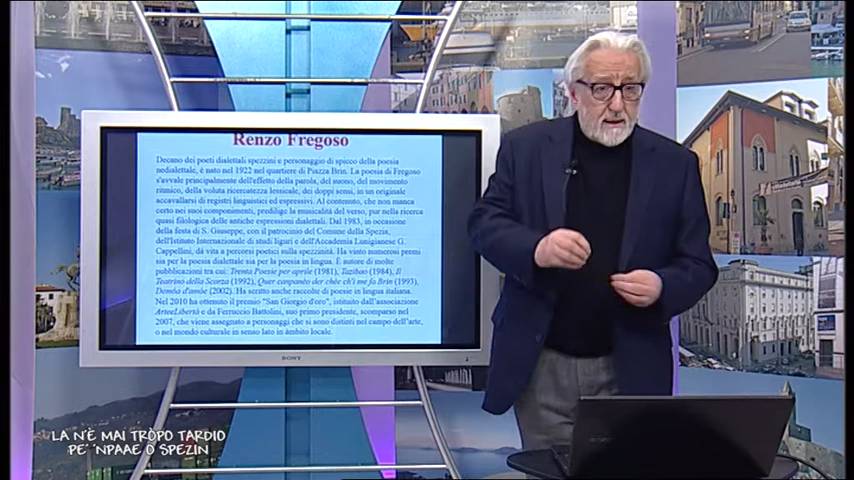 Renzo Fregoso
Decano dei poeti dialettali spezzini e personaggio di spicco della poesia
nedialettale, è nato nel 1922 nel quartiere di Piazza Brin. La poesia di Fregoso
s'avvale principalmente dell'effetto della parola, del suono, del movimento
ritmico, della voluta ricercatezza lessicale, dei doppi sensi, in un originale
accavallarsi di registri linguistici ed espressivi. Al contenuto, che non manca
certo nei suoi componimenti, predilige la musicalità del verso, pur nella ricerca
quasi filologica delle antiche espressioni dialettali. Dal 1983, in occasione
della festa di S. Giuseppe, con il patrocinio del Comune della Spezia,
dell'Istituto Internazionale di studi liguri e dell'Accademia Lunigianese G.
Cappellini, dà vita a percorsi poetici sulla spezzinità. Ha vinto numerosi premi
sia per la poesia dialettale sia per la poesia in lingua. È autore di molte
pubblicazioni tra cui: Trenta Poesie per aprile (1981), Tazibao (1984), Il
Teatrino della Scorza (1992), Quer canpanto der chèe ch'i me fa Brin (1993),
Demóa d'amóe (2002). Ha scritto anche raccolte di poesie in lingua italiana.
Nel 2010 ha ottenuto il premio "San Giorgio d'oro", istituito dall'associazione
ArteeLibertà e da Ferruccio Battolini, suo primo presidente, scomparso nel
2007, che viene assegnato a personaggi che si sono distinti nel campo dell'arte,
o nel mondo culturale in senso lato in àmbito locale.
SONY
LA N'È MAI TRÒPO TARDIO
PE' 'NPAAE O SPEZIN